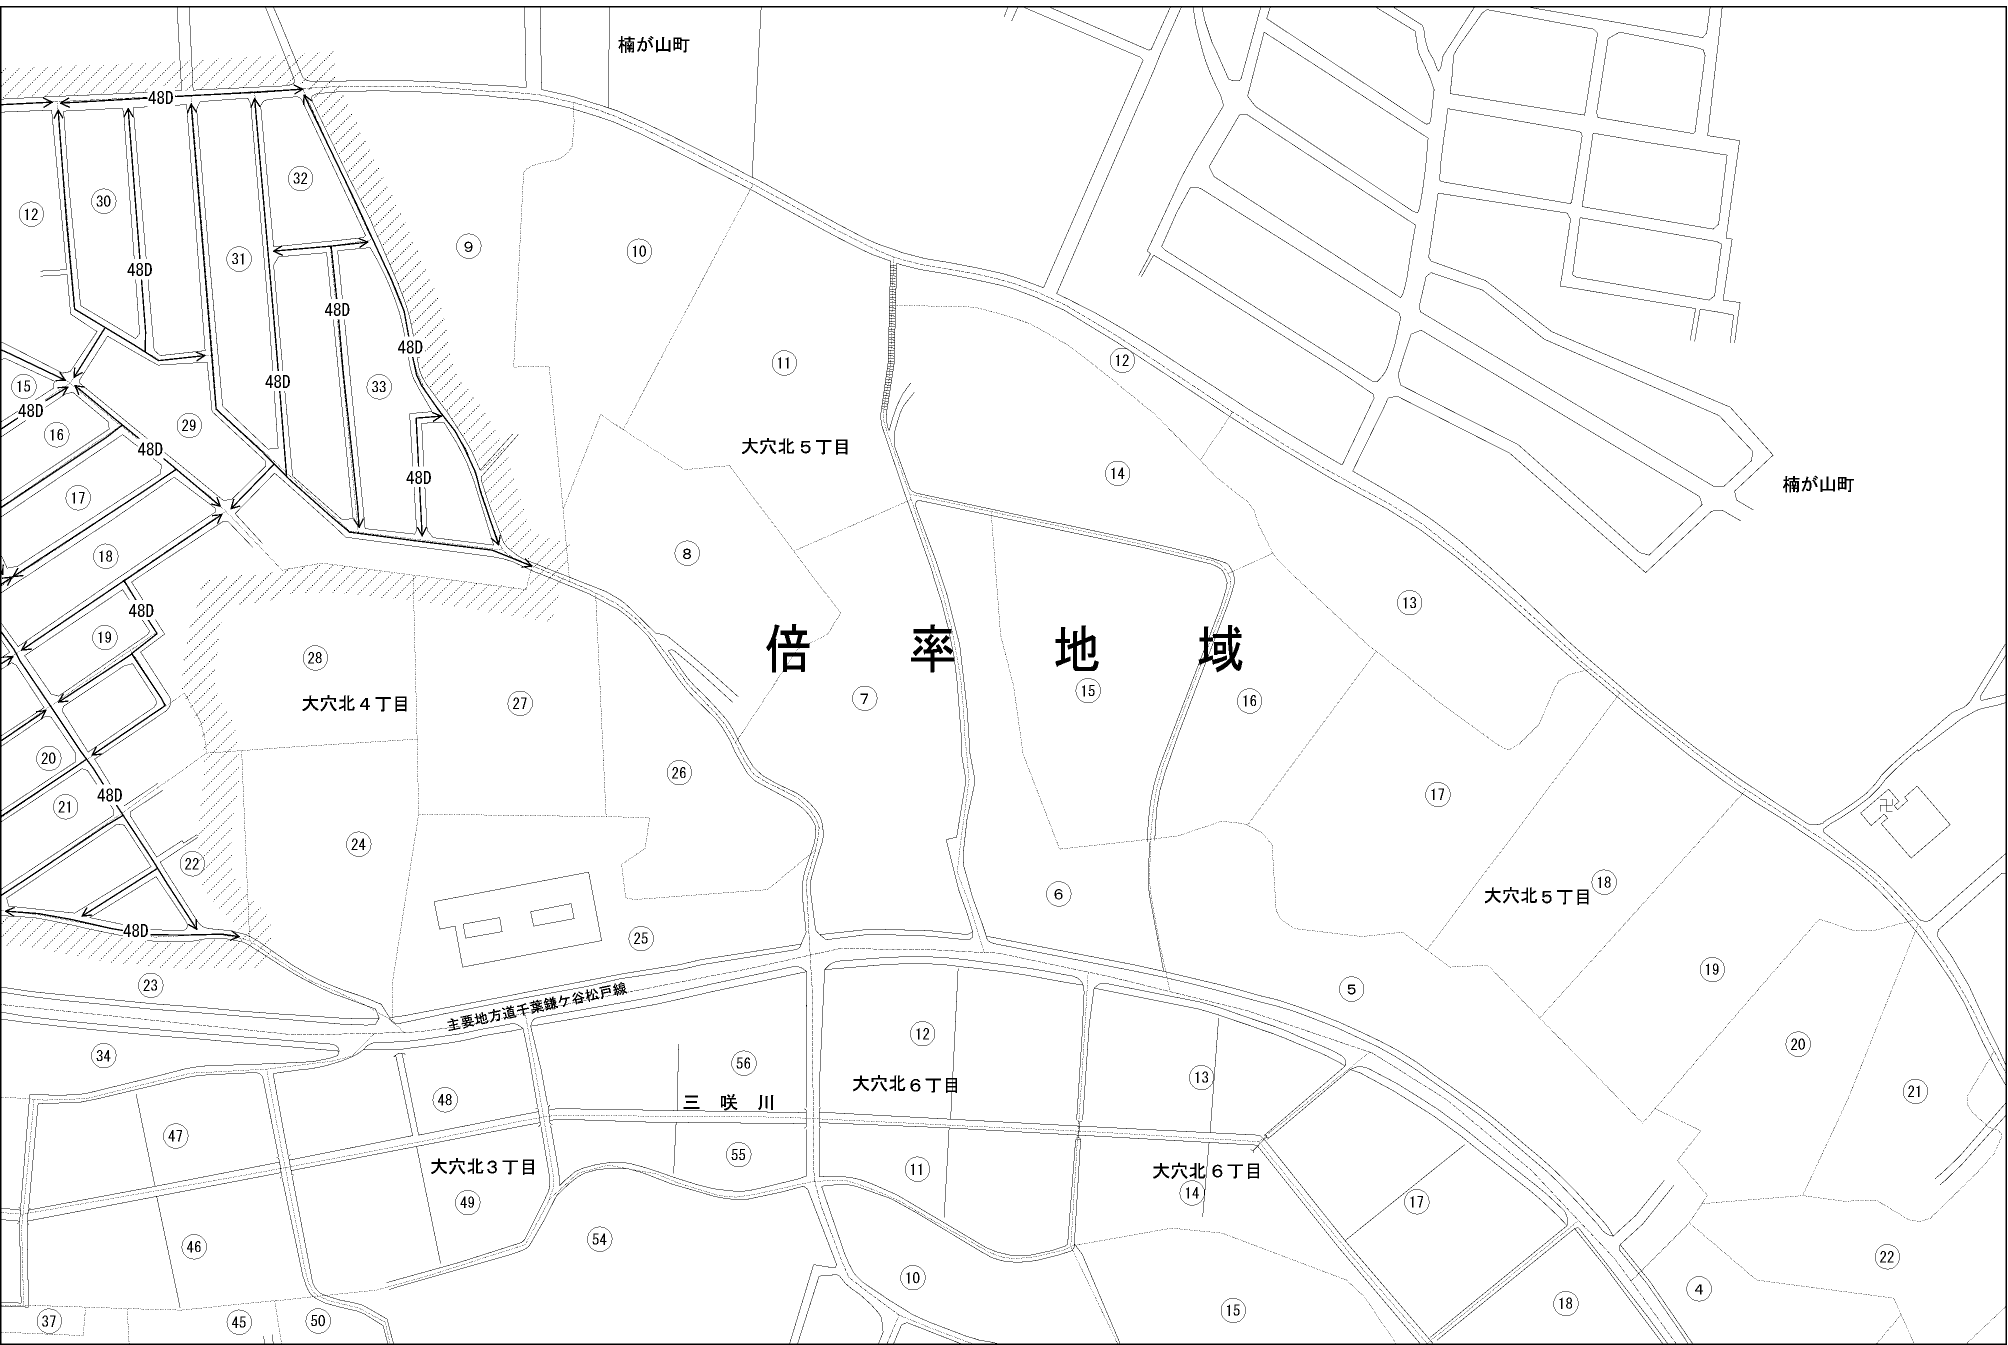 楠が山町
48D
32
30
12
9
10
31
48D
48D
48D
11
12
48D
33
15
48D
29
16
大穴北５丁目
48D
14
48D
17
楠が山町
18
8
13
48D
19
倍率地域
28
15
7
16
大穴北４丁目
27
20
26
17
48D
21
卍
24
22
18
6
大穴北５丁目
48D
25
19
23
5
主要地方道千葉鎌ケ谷松戸線
12
20
34
56
13
大穴北６丁目
21
48
三咲川
47
55
大穴北３丁目
11
大穴北６丁目
14
49
17
54
46
22
10
4
18
15
37
45
50